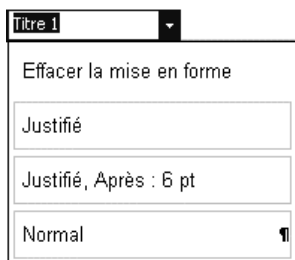 Titre 1
Effacer la mise en forme
Justifié
Justifié, Après : 6 pt
Normal ¶